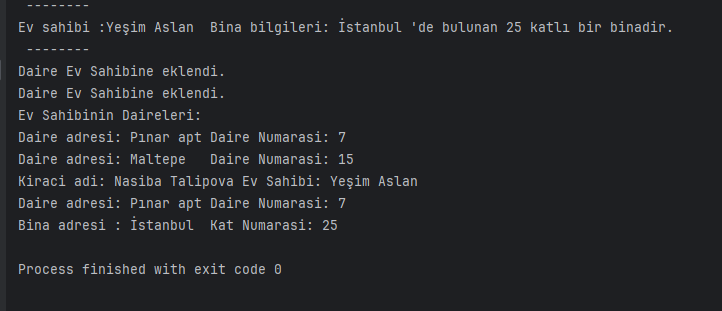 --------
Ev sahibi :Yeşim Aslan  Bina bilgileri: İstanbul 'de bulunan 25 katlı bir binadir.
--------
Daire Ev Sahibine eklendi.
Daire Ev Sahibine eklendi.
Ev Sahibinin Daireleri:
Daire adresi: Pınar apt Daire Numarasi: 7
Daire adresi: Maltepe   Daire Numarasi: 15
Kiraci adi: Nasiba Talipova Ev Sahibi: Yeşim Aslan
Daire adresi: Pınar apt Daire Numarasi: 7
Bina adresi : İstanbul  Kat Numarasi: 25
Process finished with exit code 0